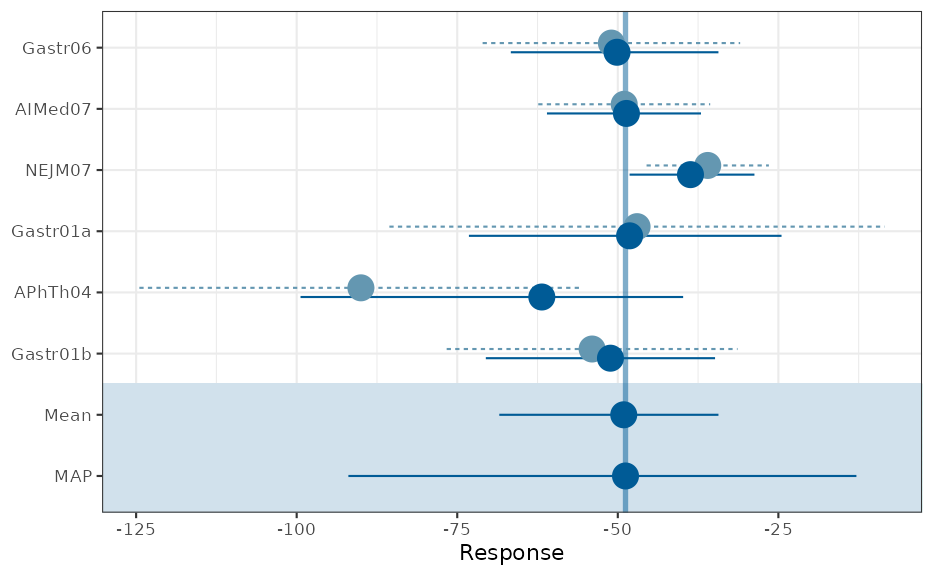 Gastr06
AIMed07
NEJM07
Gastr01a
APhTh04
Gastr01b
Mean
MAP
-125 -100 -75 -50 -25
Response